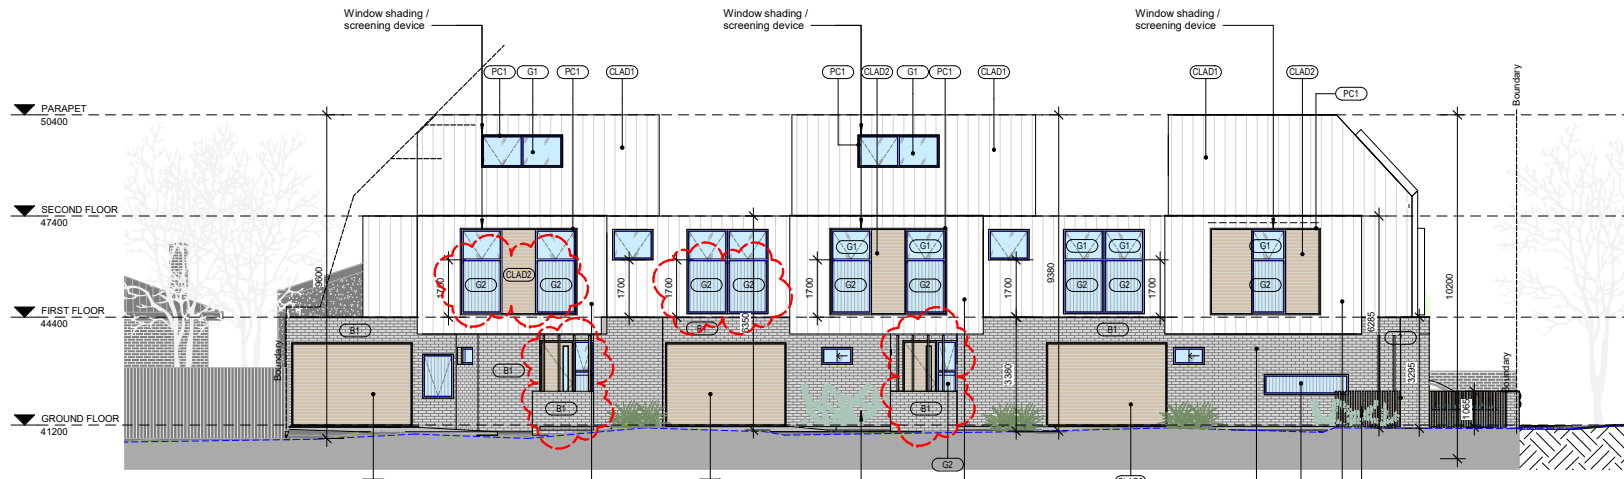 Window shading /
screening device
Window shading /
screening device
Window shading /
screening device
PC1
G1
PC1
CLAD1
PC1
CLAD2
G1
PC1
CLAD1
CLAD1
CLAD2
PC1
Boundary
PARAPET
50400
PC1
SECOND FLOOR
47400
G1
G1
G1
G1
G1
CLAD2
9600
1700
G2
G2
1700
1700
G2
G2
1700
G2
G2
1700
9380
G2
G2
1700
G2
10200
FIRST FLOOR
44400
B1
6350
B1
6285
Boundary
B1
3380
3295
Boundary
B1
B1
1065
GROUND FLOOR
41200
G2